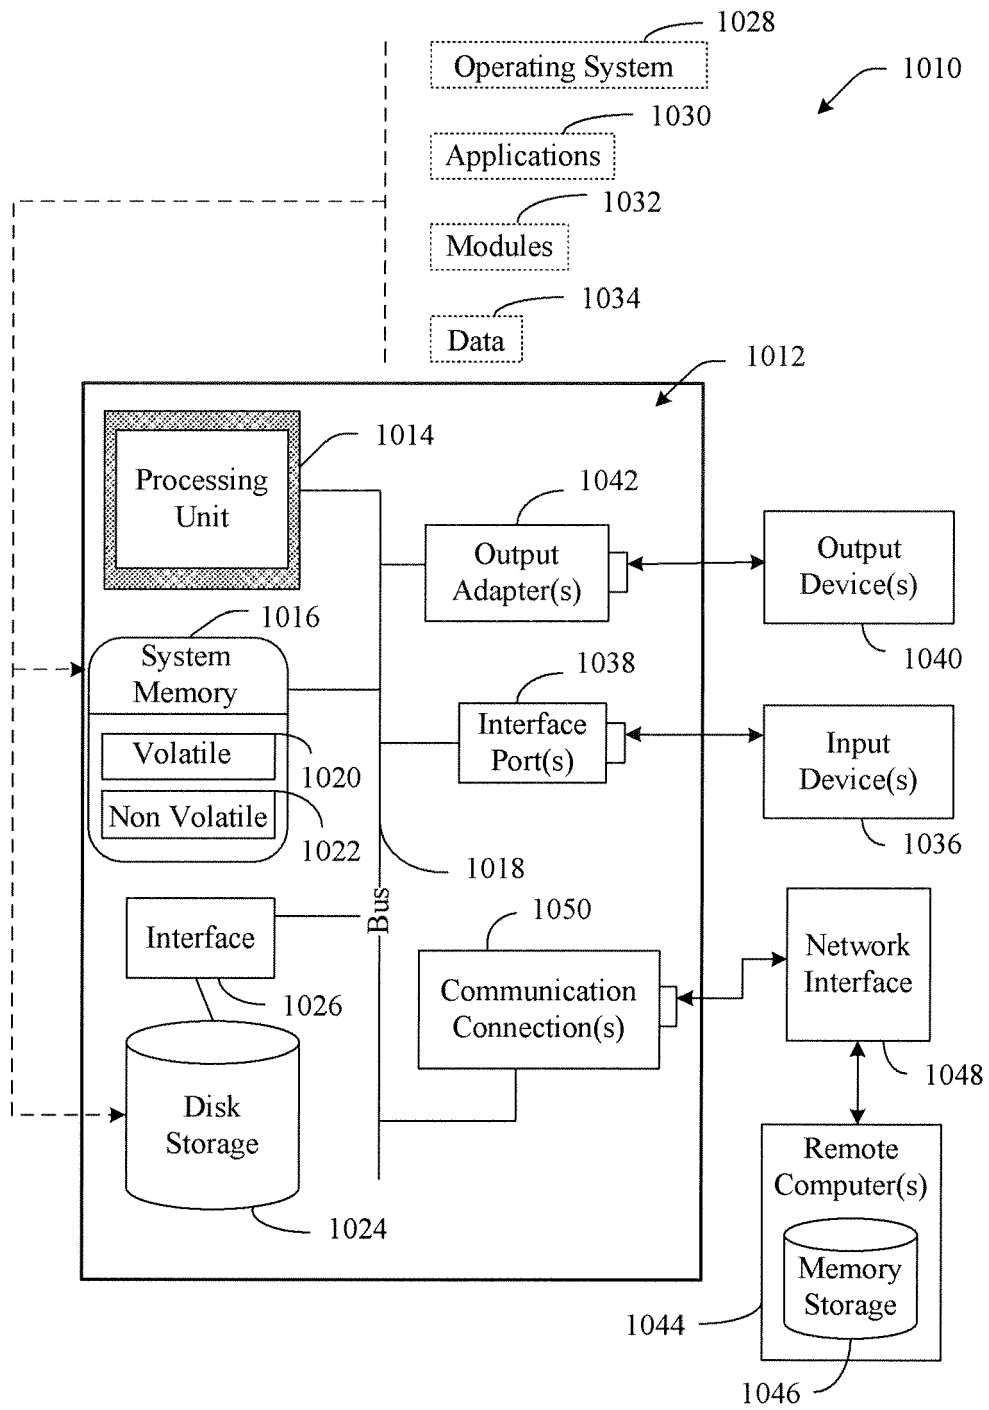 1028
Operating System
1010
1030
Applications
1032
Modules
1034
Data
1012
1014
Processing
Unit
1042
Output
Adapter(s)
Output
Device(s)
1040
1016
System
Memory
Volatile
1020
Non Volatile
1022
1038
Interface
Port(s)
Input
Device(s)
1036
1018
Bus
Interface
1026
1050
Communication
Connection(s)
Network
Interface
1048
Disk
Storage
1024
Remote
Computer(s)
Memory
Storage
1044
1046